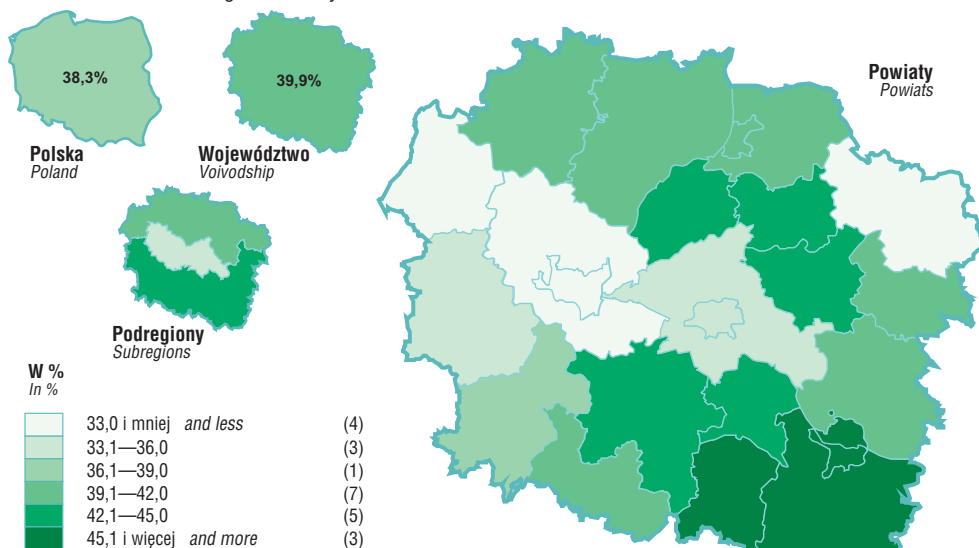 38,3%
39,9%
Polska
Poland
Województwo
Voivodship
Powiaty
Powiats
Podregiony
Subregions
W %
In %
33,0 i mniej and less (4)
33,1—36,0 (3)
36,1—39,0 (1)
39,1—42,0 (7)
42,1—45,0 (5)
45,1 i więcej and more (3)